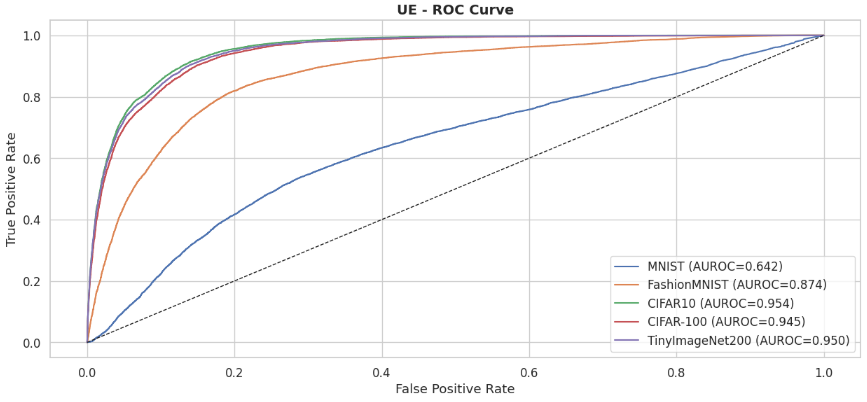 UE - ROC Curve
True Positive Rate
1.0
0.8
0.6
0.4
0.2
0.0
0.0 0.2 0.4 0.6 0.8 1.0
False Positive Rate
MNIST (AUROC=0.642)
FashionMNIST (AUROC=0.874)
CIFAR10 (AUROC=0.954)
CIFAR-100 (AUROC=0.945)
TinyImageNet200 (AUROC=0.950)